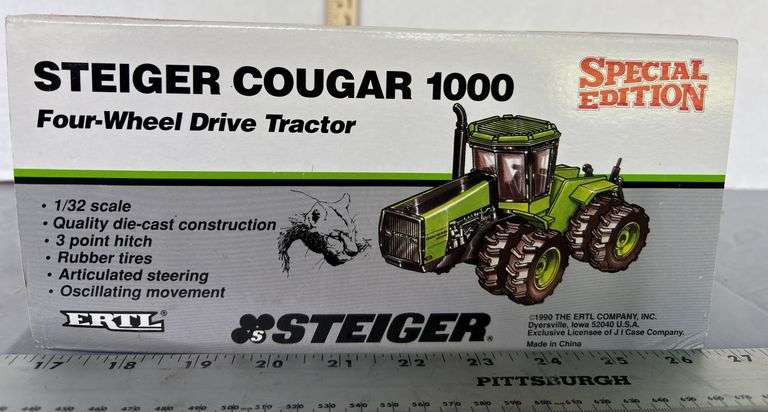 STEIGER COUGAR 1000
Four-Wheel Drive Tractor
SPECIAL
EDITION
• 1/32 scale
• Quality die-cast construction
• 3 point hitch
• Rubber tires
• Articulated steering
• Oscillating movement
ERTL®
STEIGER®
©1990 THE ERTL COMPANY, INC.
Dyersville, Iowa 52040 U.S.A.
Exclusive Licensee of J I Case Company.
Made in China
17 18 19 20 21 22 23 24 25 26 27
PITTSBURGH